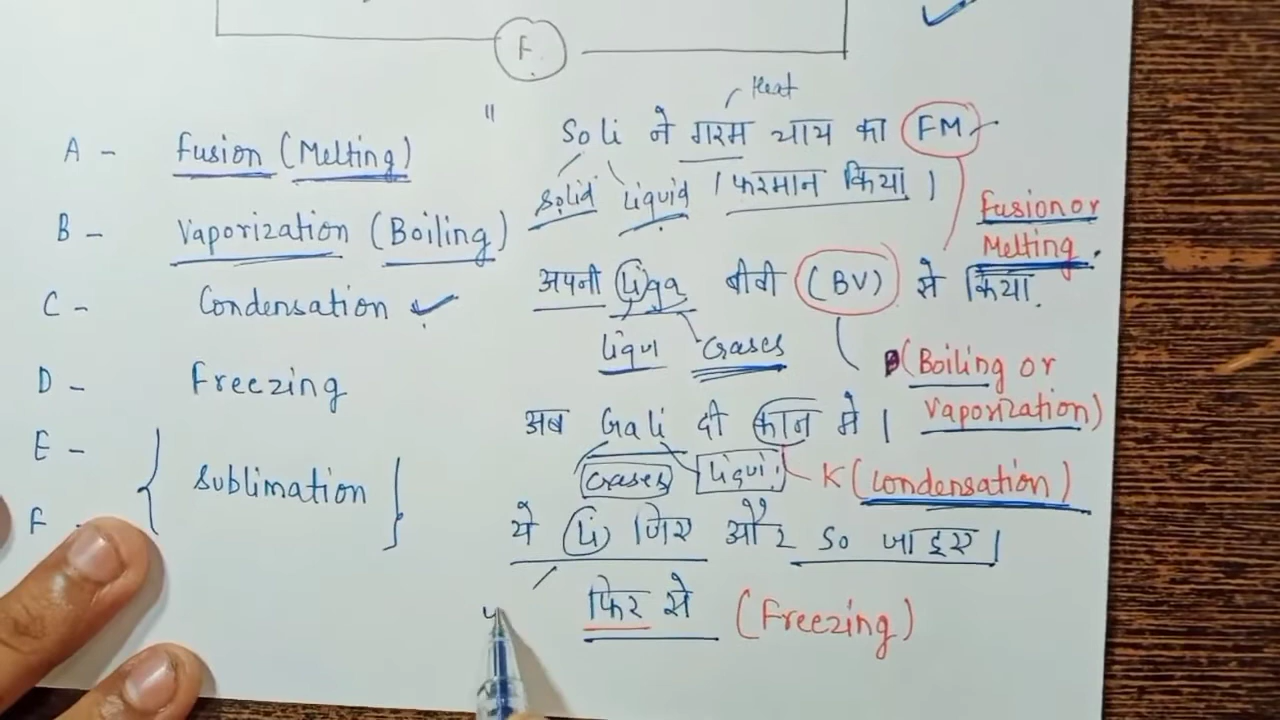 F
Heat
"
A - Fusion (Melting)
Soli ने गरम चाय का FM
Solid Liquid / फरमान किया ।
Fusion or
Melting.
B - Vaporization (Boiling)
अपनी Liga बीवी (BV) से किया.
C - Condensation ✓
Liqui Gases
(Boiling or
Vaporization)
D - Freezing
अब Gali दी कान मे |
E -
Gases Liqui K (Condensation)
Sublimation
F -
ये Li जिए और so जाइए |
फिर से (Freezing)